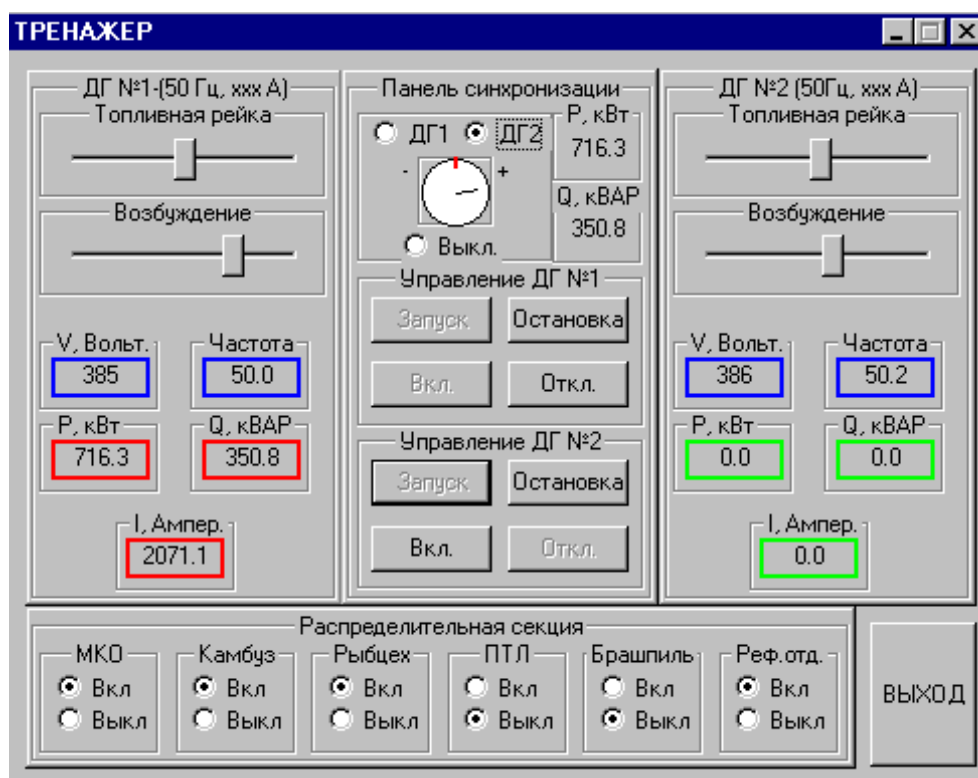 ТРЕНАЖЕР
ДГ №1-(50 Гц, xxx А)
Топливная рейка
Возбуждение
V, Вольт.
385
Частота
50.0
P, кВт
716.3
Q, кВАР
350.8
I, Ампер.
2071.1
Панель синхронизации
ДГ1
ДГ2
- +
Выкл.
P, кВт
716.3
Q, кВАР
350.8
Управление ДГ №1
Запуск Остановка
Вкл. Откл.
Управление ДГ №2
Запуск Остановка
Вкл. Откл.
ДГ №2 (50Гц, xxx А)
Топливная рейка
Возбуждение
V, Вольт.
386
Частота
50.2
P, кВт
0.0
Q, кВАР
0.0
I, Ампер.
0.0
Распределительная секция
МКО
Вкл
Выкл
Камбуз
Вкл
Выкл
Рыбцех
Вкл
Выкл
ПТЛ
Вкл
Выкл
Брашпиль
Вкл
Выкл
Реф.отд.
Вкл
Выкл
ВЫХОД